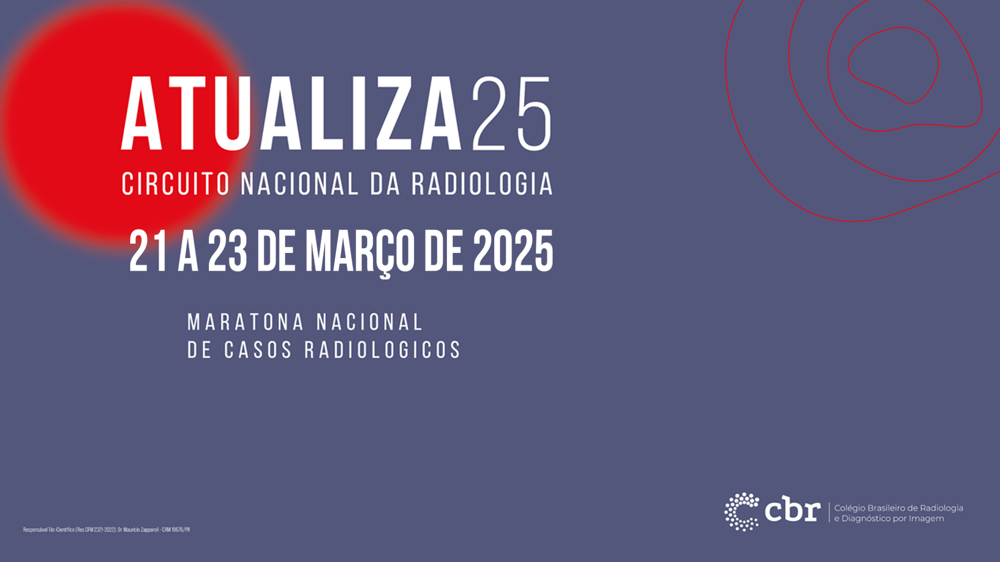 ATUALIZA25
CIRCUITO NACIONAL DA RADIOLOGIA
21 A 23 DE MARÇO DE 2025
MARATONA NACIONAL
DE CASOS RADIOLOGICOS
cbr
Colégio Brasileiro de Radiologia
e Diagnóstico por Imagem
Responsável Téc-Científico (Res CFM 2321-2022): Dr. Mauricio Zapparoli - CRM 19676/PR